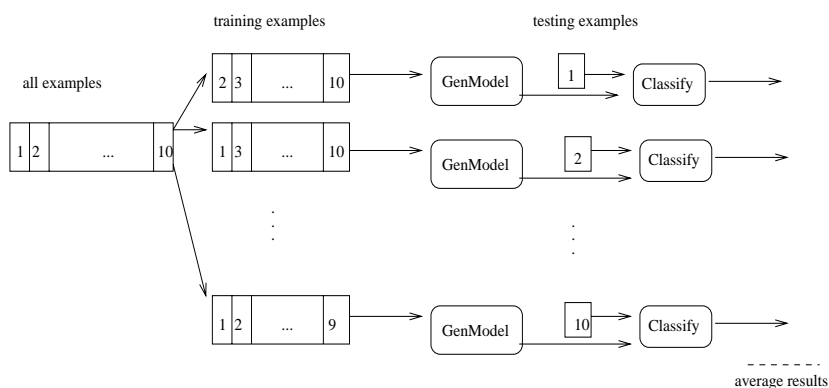 training examples
testing examples
all examples
2 3 ... 10
GenModel
1
Classify
1 2 ... 10
1 3 ... 10
GenModel
2
Classify
. . .
. . .
1 2 ... 9
GenModel
10
Classify
average results